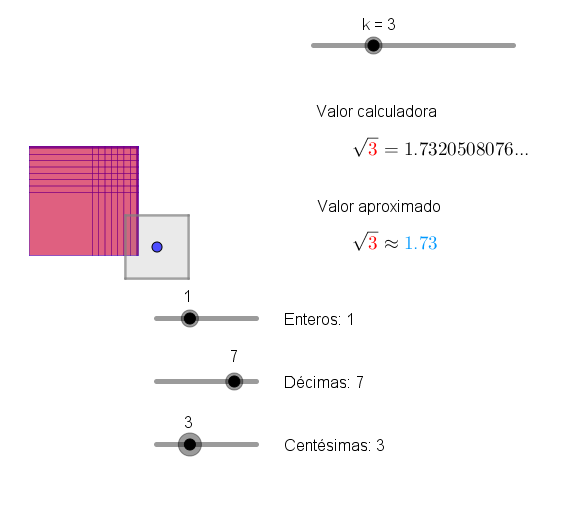 k = 3
Valor calculadora
√3 = 1.7320508076...
Valor aproximado
√3 ≈ 1.73
1
Enteros: 1
7
Décimas: 7
3
Centésimas: 3